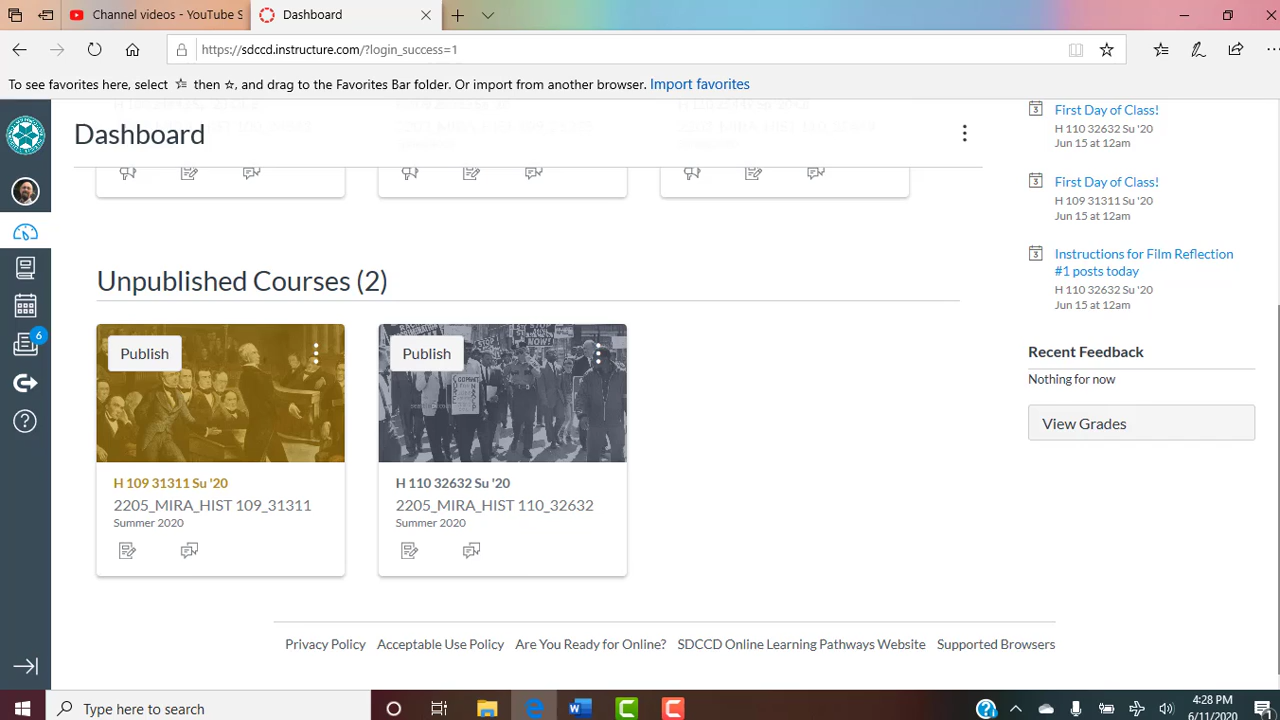 Channel videos - YouTube S
Dashboard
https://sdccd.instructure.com/?login_success=1
To see favorites here, select then ☆, and drag to the Favorites Bar folder. Or import from another browser. Import favorites
Dashboard
Unpublished Courses (2)
Publish
H 109 31311 Su '20
2205_MIRA_HIST 109_31311
Summer 2020
Publish
NOW!
H 110 32632 Su '20
2205_MIRA_HIST 110_32632
Summer 2020
First Day of Class!
H 110 32632 Su '20
Jun 15 at 12am
First Day of Class!
H 109 31311 Su '20
Jun 15 at 12am
Instructions for Film Reflection
#1 posts today
H 110 32632 Su '20
Jun 15 at 12am
Recent Feedback
Nothing for now
View Grades
6
Privacy Policy Acceptable Use Policy Are You Ready for Online? SDCCD Online Learning Pathways Website Supported Browsers
Type here to search
4:28 PM
6/11/2020